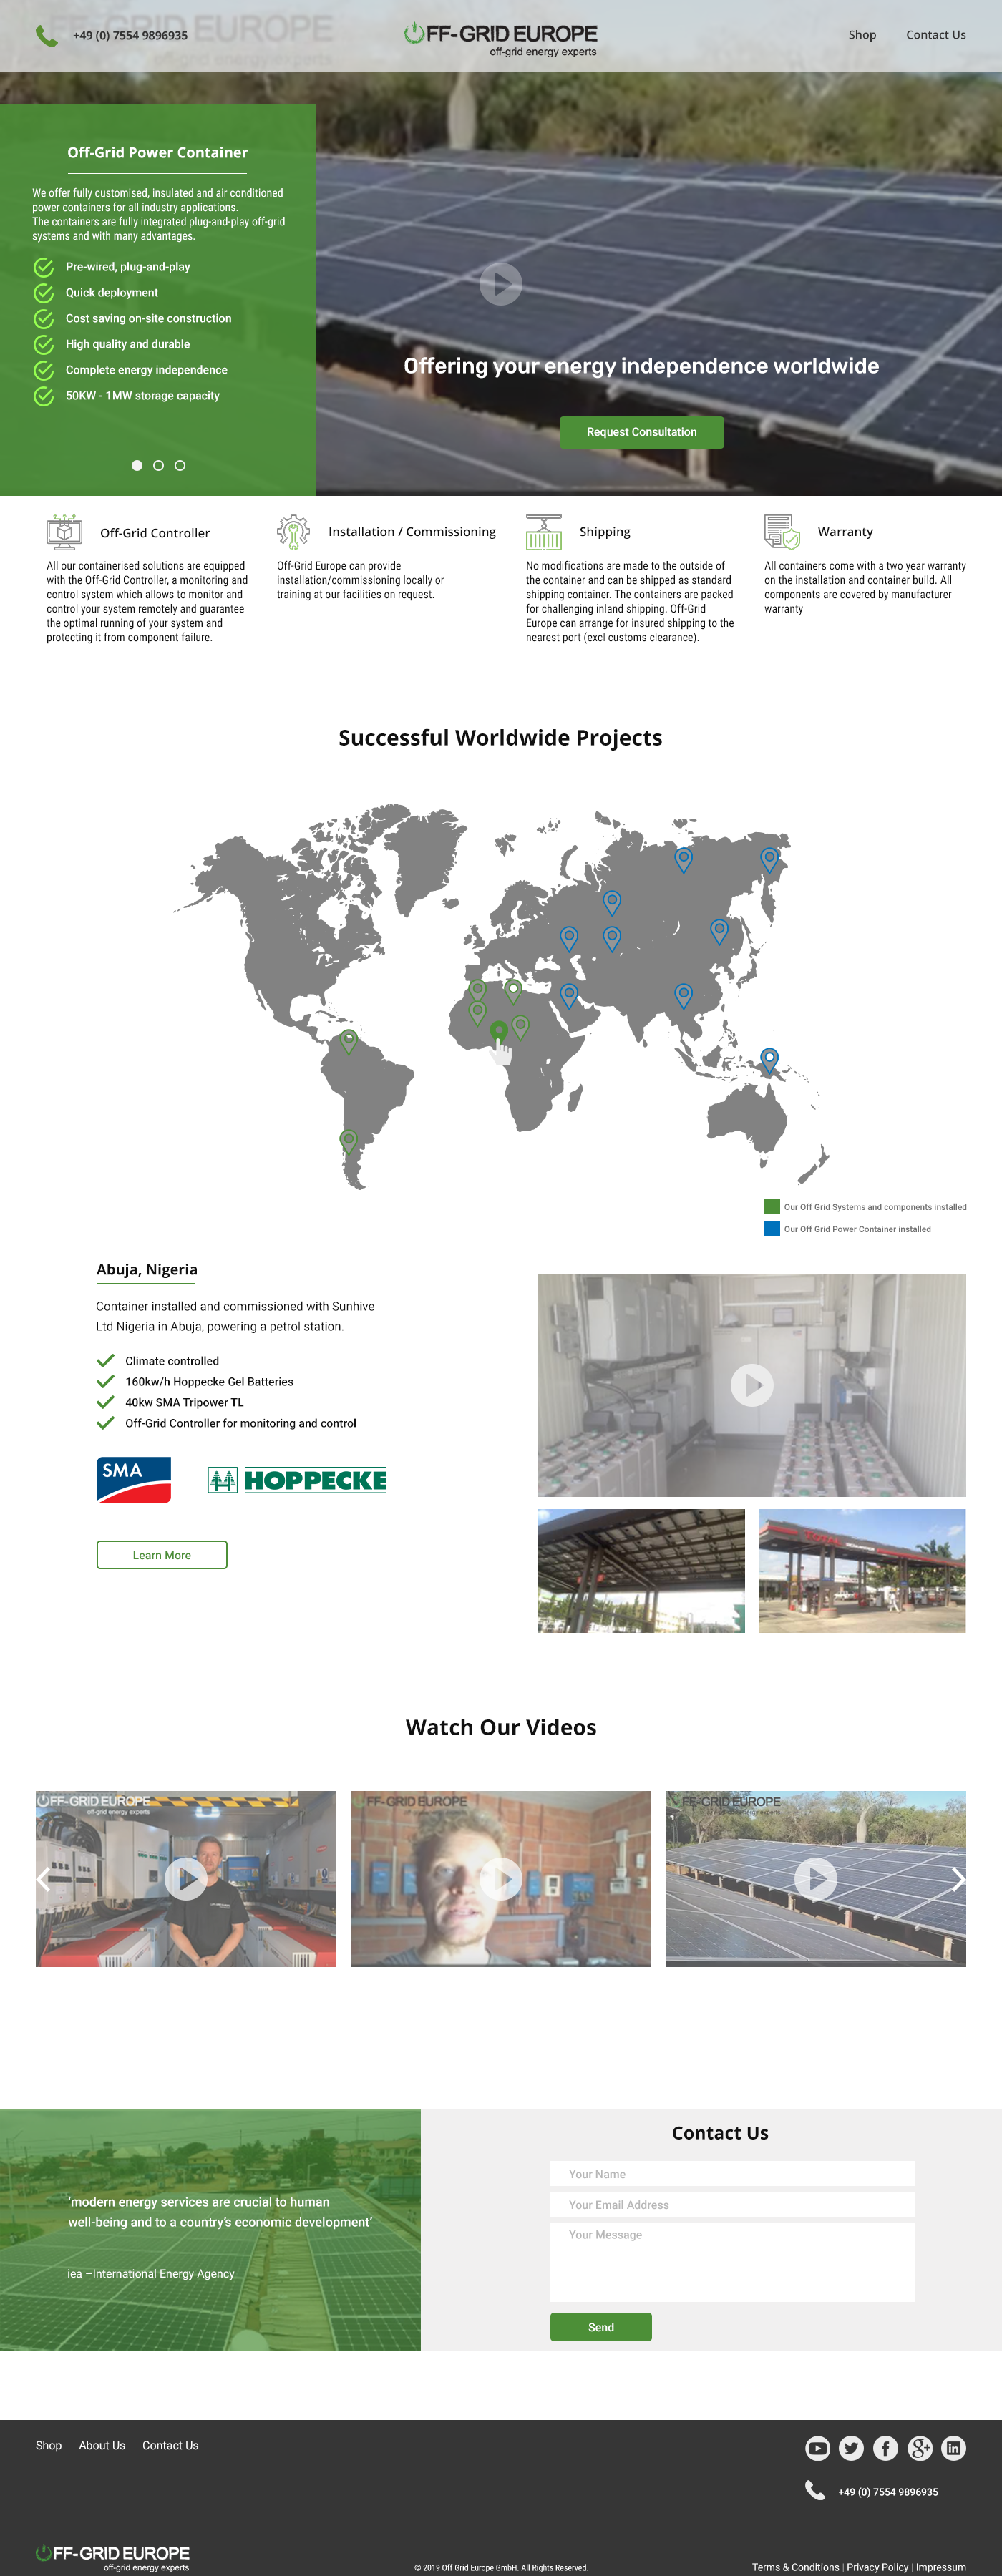 OFF-GRID EUROPE
+49 (0) 7554 9896935
OFF-GRID EUROPE
off-grid energy experts
Shop
Contact Us
Off-Grid Power Container
We offer fully customised, insulated and air conditioned
power containers for all industry applications.
The containers are fully integrated plug-and-play off-grid
systems and with many advantages.
Pre-wired, plug-and-play
Quick deployment
Cost saving on-site construction
High quality and durable
Complete energy independence
50KW - 1MW storage capacity
Offering your energy independence worldwide
Request Consultation
Off-Grid Controller
All our containerised solutions are equipped
with the Off-Grid Controller, a monitoring and
control system which allows to monitor and
control your system remotely and guarantee
the optimal running of your system and
protecting it from component failure.
Installation / Commissioning
Off-Grid Europe can provide
installation/commissioning locally or
training at our facilities on request.
Shipping
No modifications are made to the outside of
the container and can be shipped as standard
shipping container. The containers are packed
for challenging inland shipping. Off-Grid
Europe can arrange for insured shipping to the
nearest port (excl customs clearance).
Warranty
All containers come with a two year warranty
on the installation and container build. All
components are covered by manufacturer
warranty
Successful Worldwide Projects
Our Off Grid Systems and components installed
Our Off Grid Power Container installed
Abuja, Nigeria
Container installed and commissioned with Sunhive
Ltd Nigeria in Abuja, powering a petrol station.
Climate controlled
160kw/h Hoppecke Gel Batteries
40kw SMA Tripower TL
Off-Grid Controller for monitoring and control
SMA
HOPPECKE
Learn More
Watch Our Videos
OFF-GRID EUROPE
off-grid energy experts
OFF-GRID EUROPE
OFF-GRID EUROPE
energy experts
'modern energy services are crucial to human
well-being and to a country's economic development'
iea –International Energy Agency
Contact Us
Your Name
Your Email Address
Your Message
Send
Shop
About Us
Contact Us
+49 (0) 7554 9896935
OFF-GRID EUROPE
off-grid energy experts
© 2019 Off Grid Europe GmbH. All Rights Reserved.
Terms & Conditions | Privacy Policy | Impressum